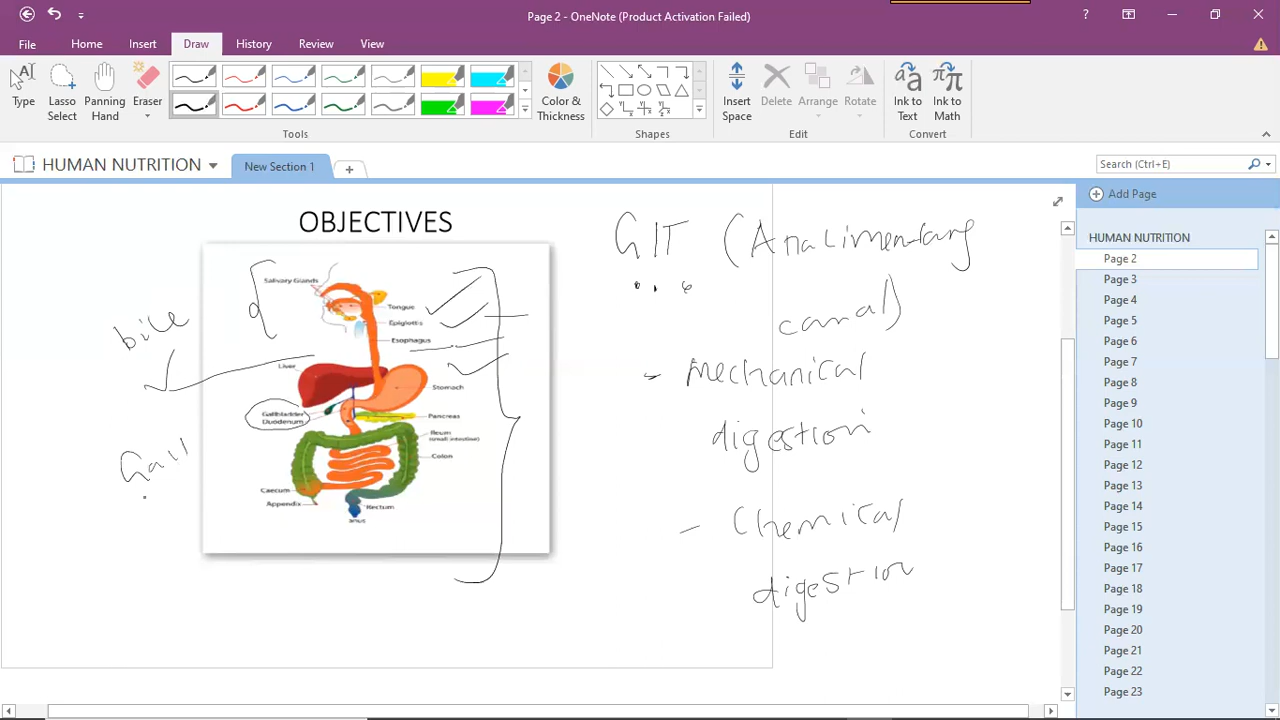 Page 2 - OneNote (Product Activation Failed)
?
File Home Insert Draw History Review View
Type
Lasso Select
Panning Hand
Eraser
Color & Thickness
Insert Space
Delete
Arrange
Rotate
Ink to Text
Ink to Math
Tools
Shapes
Edit
Convert
HUMAN NUTRITION
New Section 1
Search (Ctrl+E)
Add Page
OBJECTIVES
Salivary Glands
Tongue
Epiglottis
Esophagus
Liver
Stomach
Gallbladder
Duodenum
Pancreas
Ileum
(small intestine)
Colon
Caecum
Appendix
Rectum
anus
bile
Gall
GIT (Analimentary
canal)
- Mechanical
digestion
- Chemical
digestion
HUMAN NUTRITION
Page 2
Page 3
Page 4
Page 5
Page 6
Page 7
Page 8
Page 9
Page 10
Page 11
Page 12
Page 13
Page 14
Page 15
Page 16
Page 17
Page 18
Page 19
Page 20
Page 21
Page 22
Page 23